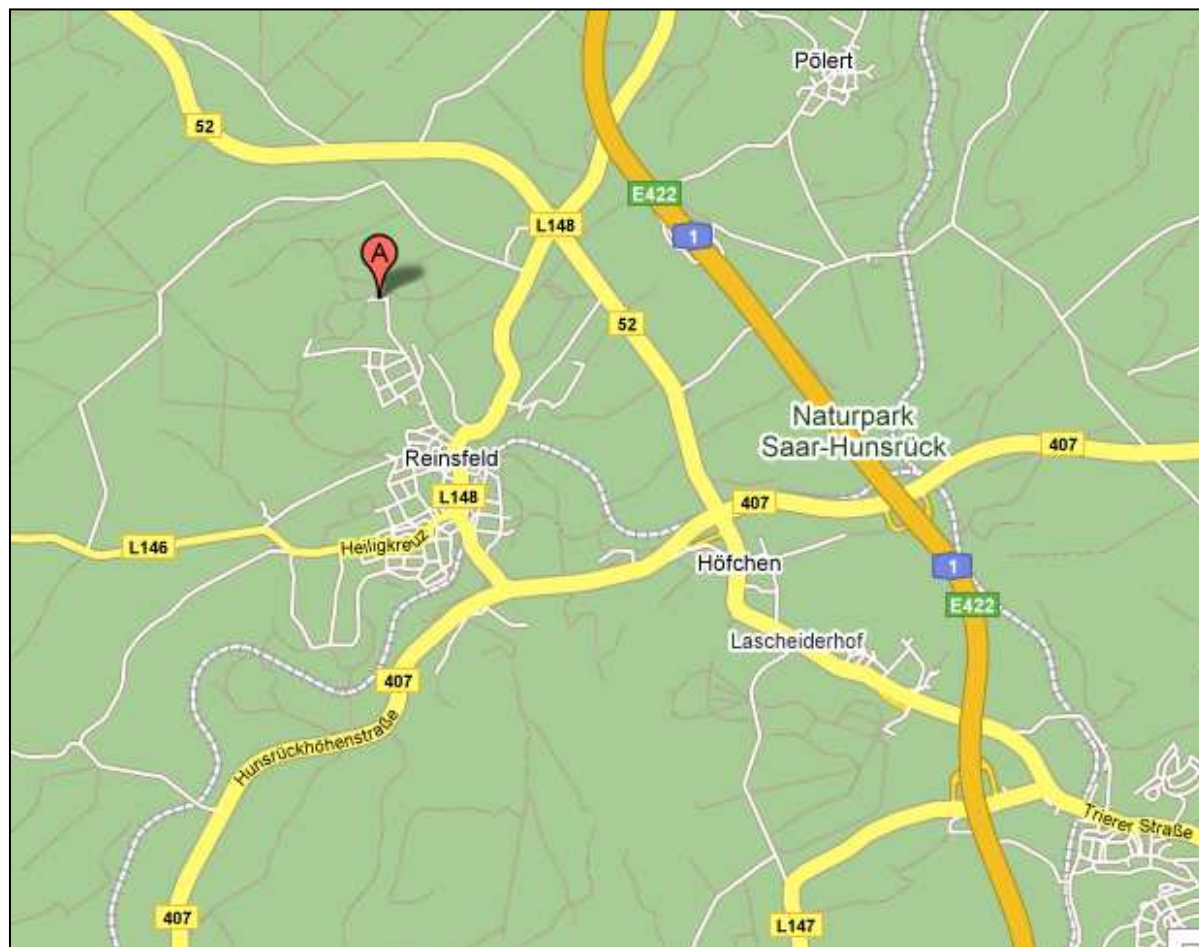 Pölert
52
E422
L148
1
A
52
Naturpark
Saar-Hunsrück
407
Reinsfeld
L148
407
L146
Heiligkreuz
Höfchen
1
E422
Lascheiderhof
407
Hunsrückhöhenstraße
Trierer Straße
407
L147